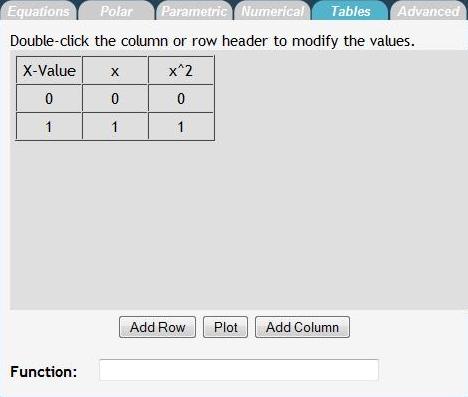 Equations Polar Parametric Numerical Tables Advanced
Double-click the column or row header to modify the values.
X-Value x x^2
0 0 0
1 1 1
Add Row Plot Add Column
Function: